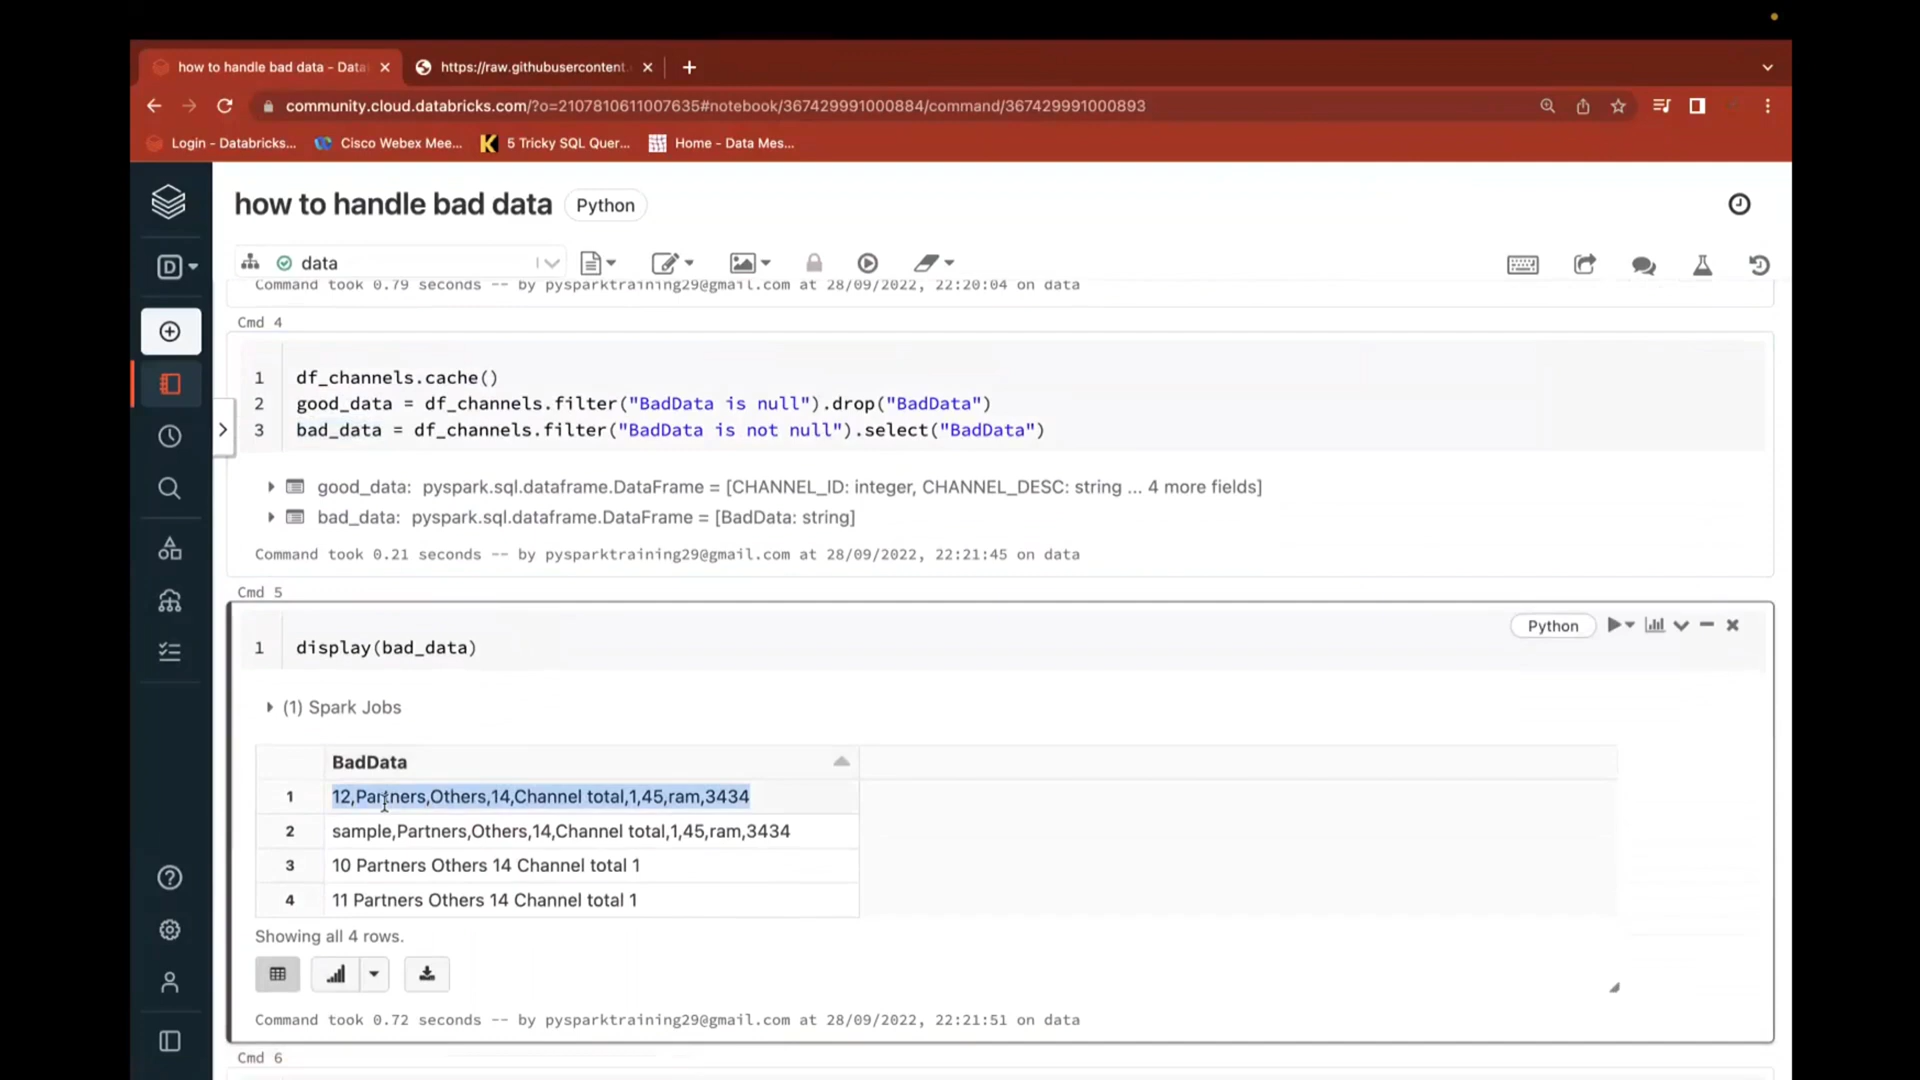 how to handle bad data - Data
https://raw.githubusercontent.
community.cloud.databricks.com/?o=2107810611007635#notebook/367429991000884/command/367429991000893
Login - Databricks...
Cisco Webex Mee...
5 Tricky SQL Quer...
Home - Data Mes...
how to handle bad data
Python
D
data
Command took 0.79 seconds -- by pysparktraining29@gmail.com at 28/09/2022, 22:20:04 on data
Cmd 4
1 df_channels.cache()
2 good_data = df_channels.filter("BadData is null").drop("BadData")
3 bad_data = df_channels.filter("BadData is not null").select("BadData")
good_data: pyspark.sql.dataframe.DataFrame = [CHANNEL_ID: integer, CHANNEL_DESC: string ... 4 more fields]
bad_data: pyspark.sql.dataframe.DataFrame = [BadData: string]
Command took 0.21 seconds -- by pysparktraining29@gmail.com at 28/09/2022, 22:21:45 on data
Cmd 5
Python
1 display(bad_data)
(1) Spark Jobs
BadData
1 12,Partners,Others,14,Channel total,1,45,ram,3434
2 sample,Partners,Others,14,Channel total,1,45,ram,3434
3 10 Partners Others 14 Channel total 1
4 11 Partners Others 14 Channel total 1
Showing all 4 rows.
Command took 0.72 seconds -- by pysparktraining29@gmail.com at 28/09/2022, 22:21:51 on data
Cmd 6